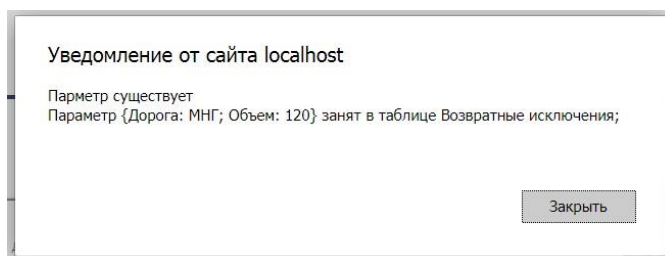 Уведомление от сайта localhost
Парметр существует
Параметр {Дорога: МНГ; Объем: 120} занят в таблице Возвратные исключения;
Закрыть